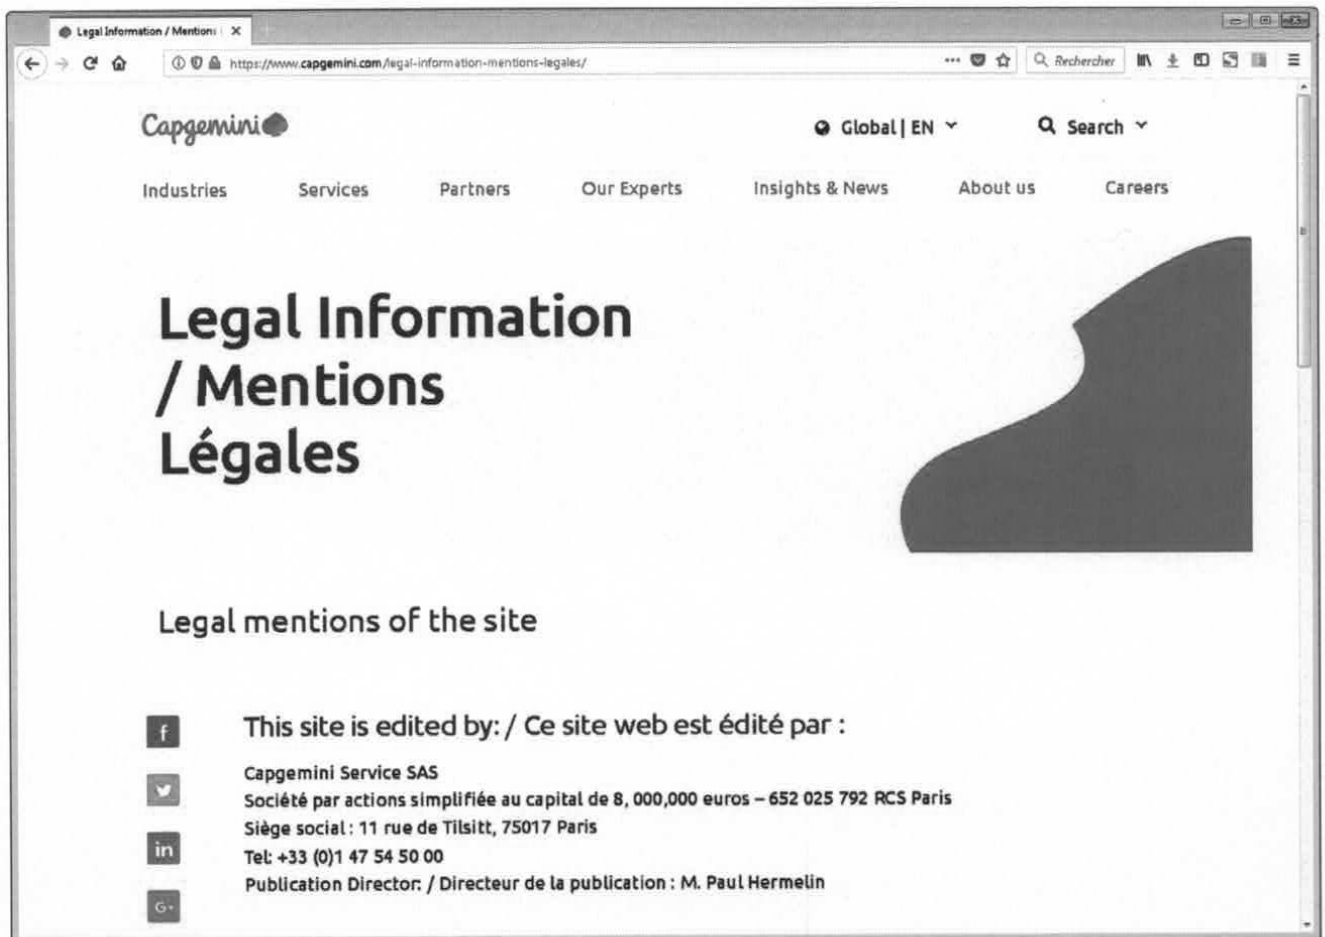 Legal Information / Mentions
https://www.capgemini.com/legal-information-mentions-legales/
Rechercher
Capgemini
Global | EN
Search
Industries Services Partners Our Experts Insights & News About us Careers
Legal Information
/ Mentions
Légales
Legal mentions of the site
This site is edited by: / Ce site web est édité par :
Capgemini Service SAS
Société par actions simplifiée au capital de 8, 000,000 euros – 652 025 792 RCS Paris
Siège social : 11 rue de Tilsitt, 75017 Paris
Tel: +33 (0)1 47 54 50 00
Publication Director: / Directeur de la publication : M. Paul Hermelin
f
in
G+